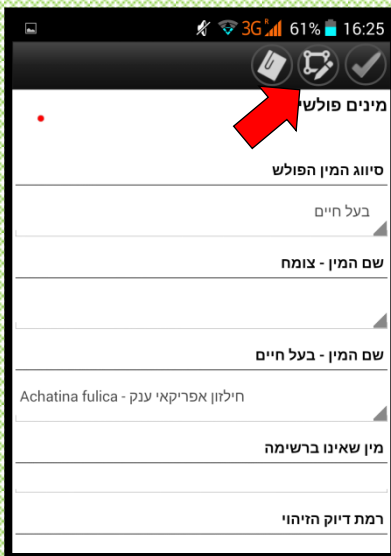 3G R 61% 16:25
מינים פולשי
סיווג המין הפולש
בעל חיים
שם המין - צומח
שם המין - בעל חיים
חילזון אפריקאי ענק - Achatina fulica
מין שאינו ברשימה
רמת דיוק הזיהוי